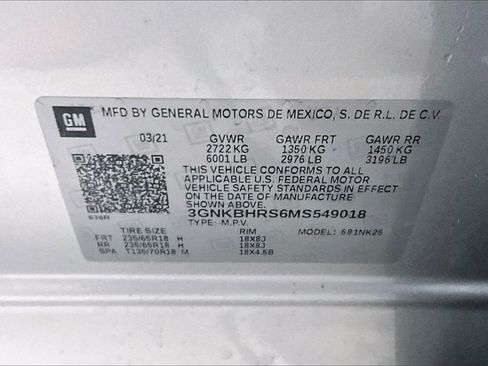 GM MFD BY GENERAL MOTORS DE MEXICO, S. DE R.L. DE C.V.
03/21 GVWR GAWR FRT GAWR RR
2722 KG 1350 KG 1450 KG
6001 LB 2976 LB 3196 LB
THIS VEHICLE CONFORMS TO ALL
APPLICABLE U.S. FEDERAL MOTOR
VEHICLE SAFETY STANDARDS IN EFFECT
ON THE DATE OF MANUFACTURE
SHOWN ABOVE.
3GNKBHRS6MS549018
636R TYPE: M.P.V.
TIRE SIZE RIM MODEL: 681NK26
FRT 235/65R18 H 18X8J
RR 235/65R18 H 18X8J
SPA T135/70R18 M 18X4.5B